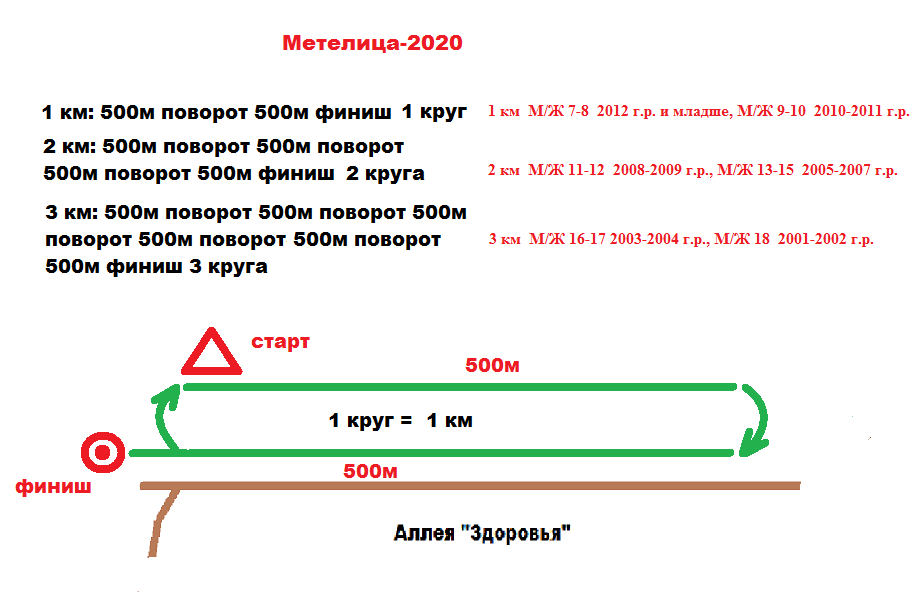 Метелица-2020
1 км: 500м поворот 500м финиш 1 круг
1 км М/Ж 7-8 2012 г.р. и младше, М/Ж 9-10 2010-2011 г.р.
2 км: 500м поворот 500м поворот
500м поворот 500м финиш 2 круга
2 км М/Ж 11-12 2008-2009 г.р., М/Ж 13-15 2005-2007 г.р.
3 км: 500м поворот 500м поворот 500м
поворот 500м поворот 500м поворот
500м финиш 3 круга
3 км М/Ж 16-17 2003-2004 г.р., М/Ж 18 2001-2002 г.р.
старт
500м
1 круг = 1 км
500м
финиш
Аллея "Здоровья"